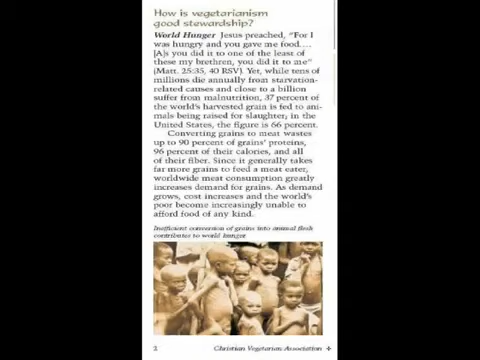 How is vegetarianism
good stewardship?
World Hunger Jesus preached, "For I
was hungry and you gave me food....
[A]s you did it to one of the least of
these my brethren, you did it to me"
(Matt. 25:35, 40 RSV). Yet, while tens of
millions die annually from starvation-
related causes and close to a billion
suffer from malnutrition, 37 percent of
the world's harvested grain is fed to ani-
mals being raised for slaughter; in the
United States, the figure is 66 percent.
Converting grains to meat wastes
up to 90 percent of grains' proteins,
96 percent of their calories, and all
of their fiber. Since it generally takes
far more grains to feed a meat eater,
worldwide meat consumption greatly
increases demand for grains. As demand
grows, cost increases and the world's
poor become increasingly unable to
afford food of any kind.
Inefficient conversion of grains into animal flesh
contributes to world hunger
2 Christian Vegetarian Association